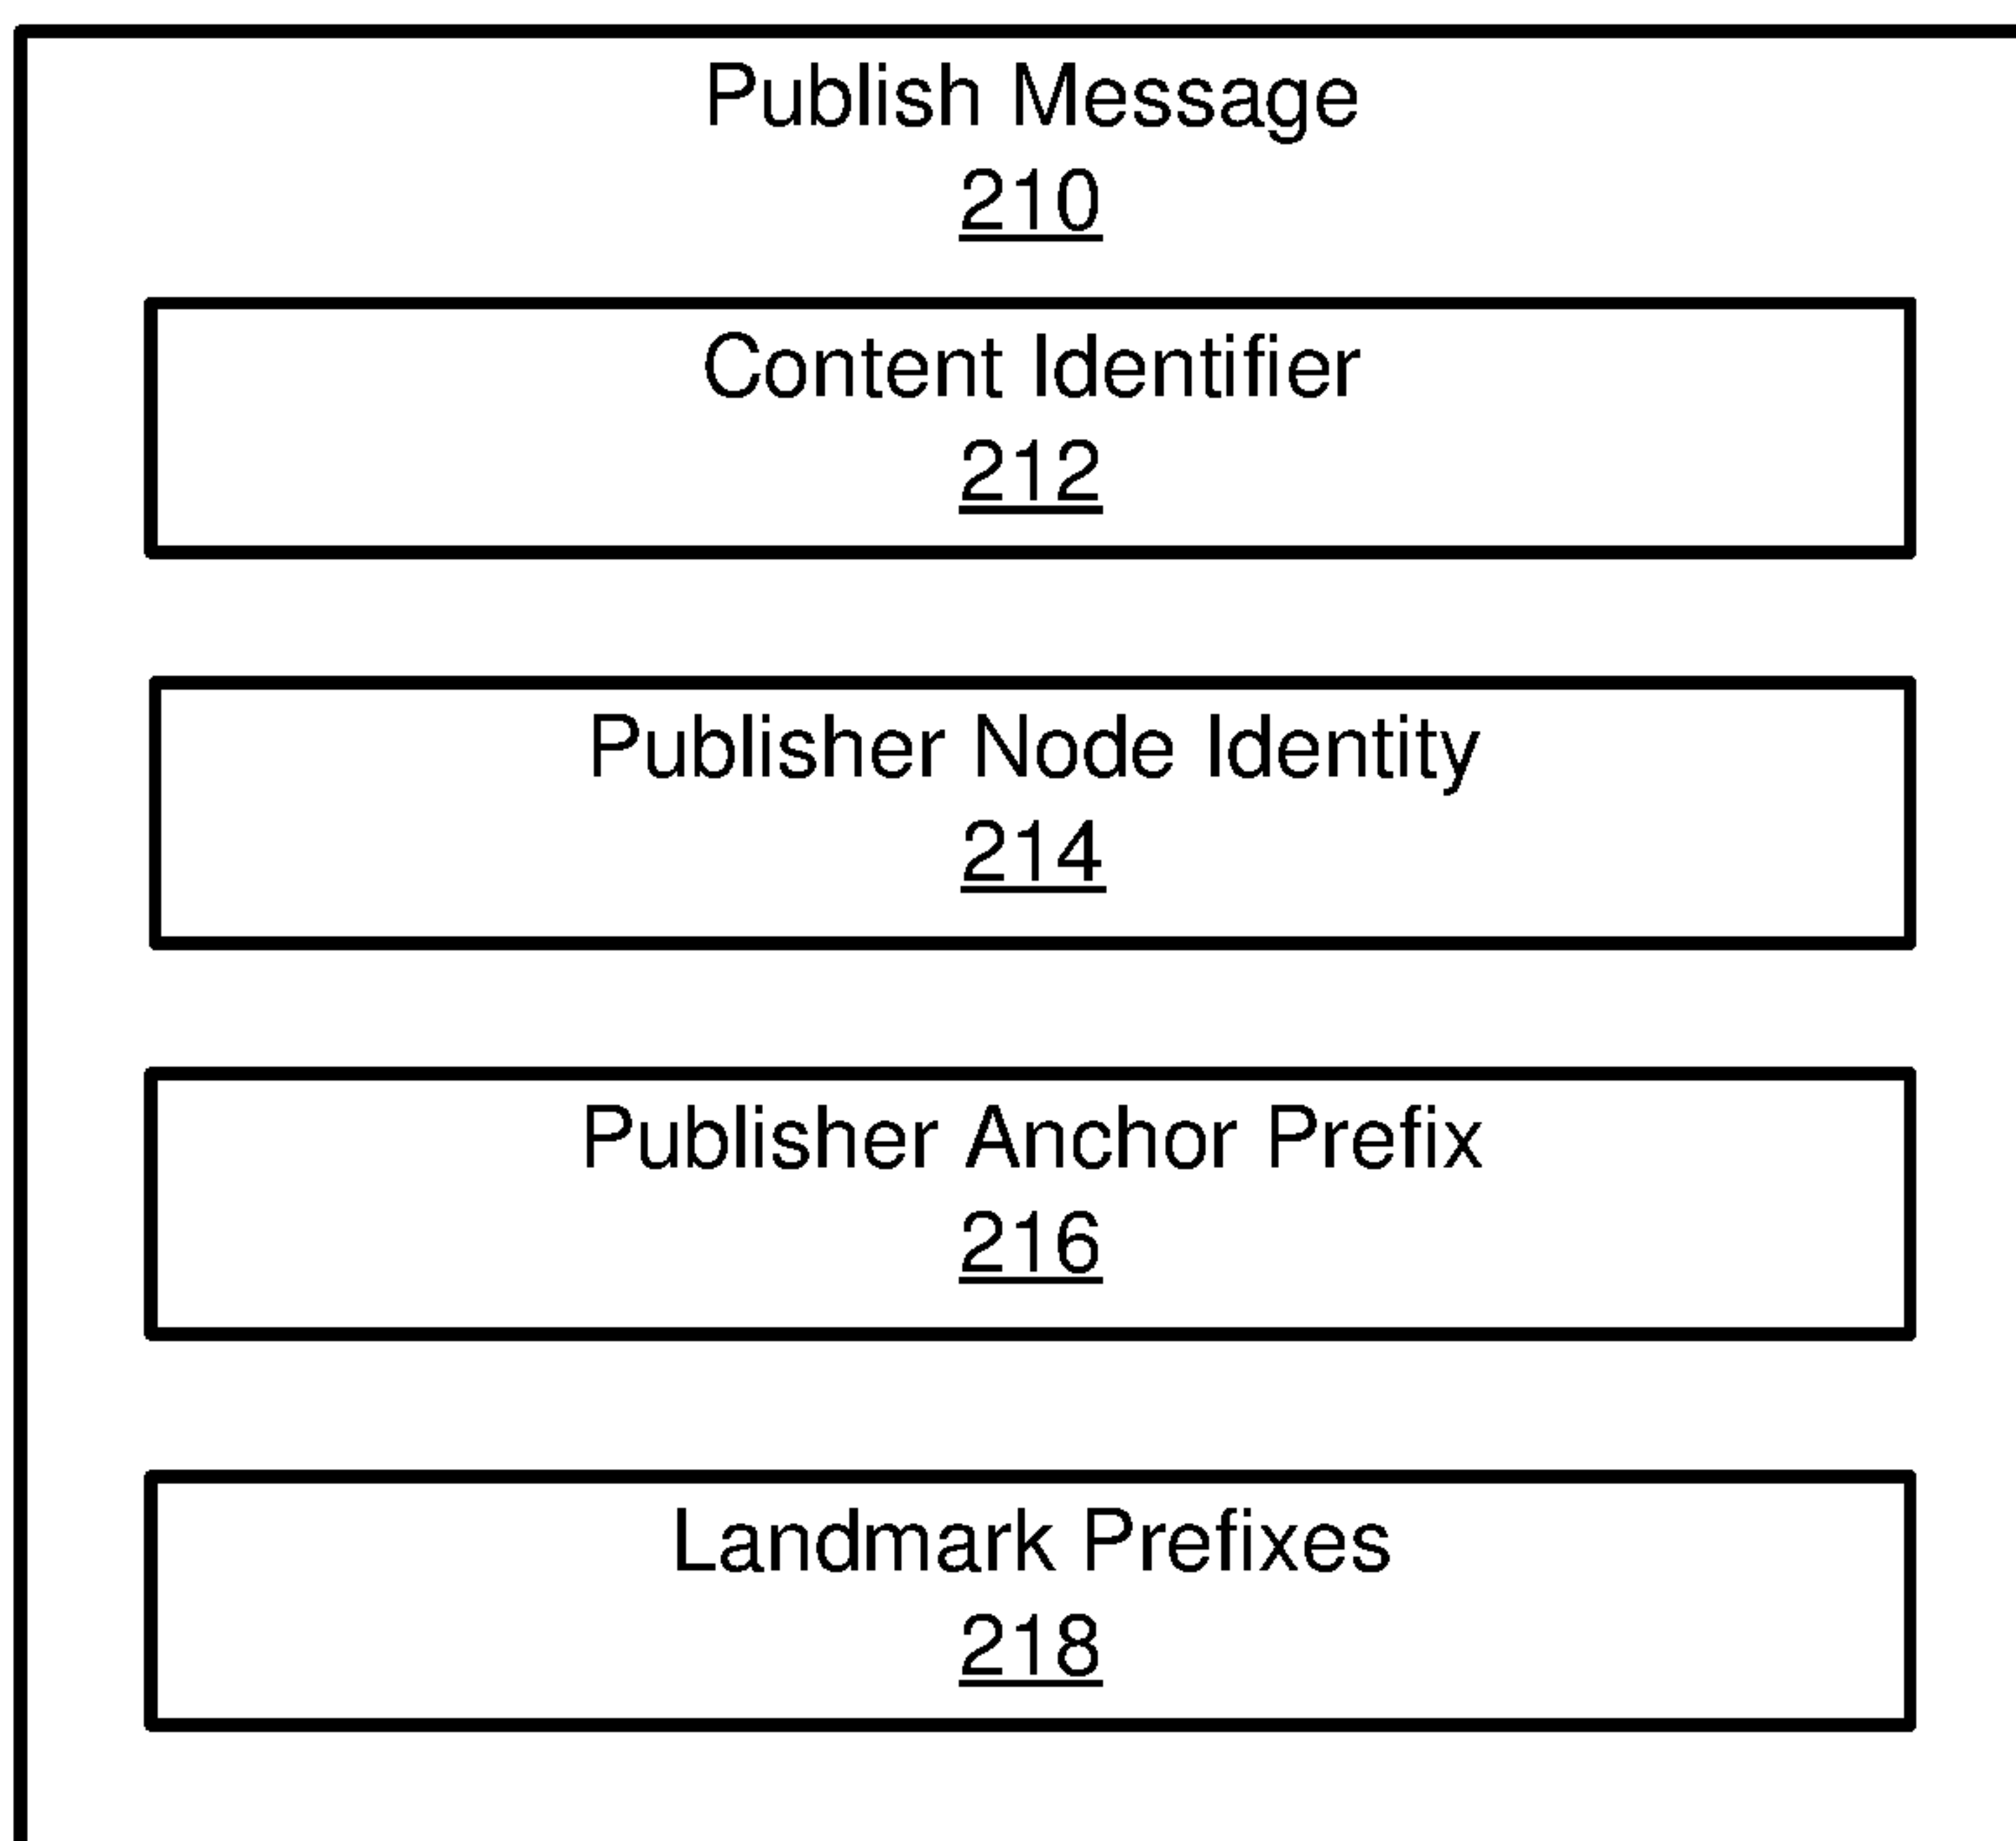 Publish Message
210
Content Identifier
212
Publisher Node Identity
214
Publisher Anchor Prefix
216
Landmark Prefixes
218